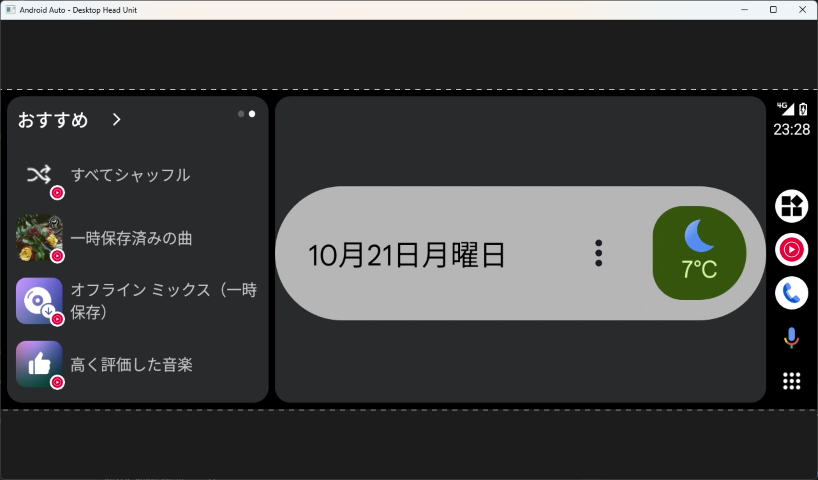 Android Auto - Desktop Head Unit
おすすめ
すべてシャッフル
一時保存済みの曲
オフライン ミックス（一時
保存）
高く評価した音楽
10月21日月曜日
7°C
4G
23:28